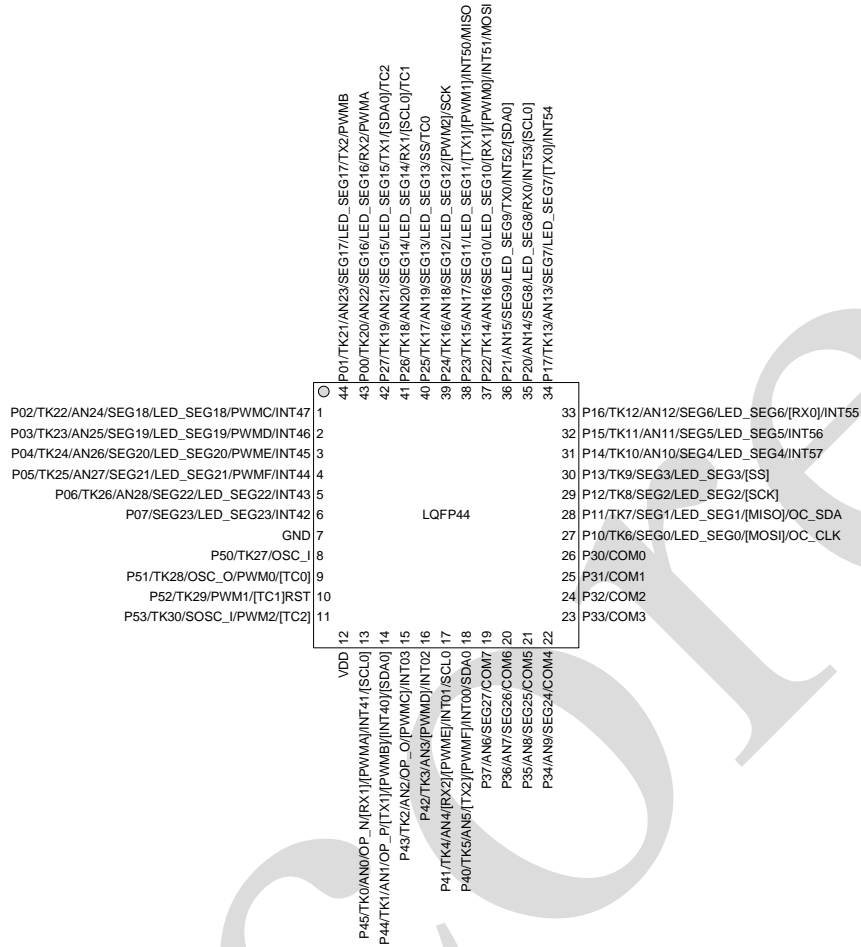 44 P01/TK21/AN23/SEG17/LED_SEG17/TX2/PWMB
43 P00/TK20/AN22/SEG16/LED_SEG16/RX2/PWMA
42 P27/TK19/AN21/SEG15/LED_SEG15/TX1/[SDA0]/TC2
41 P26/TK18/AN20/SEG14/LED_SEG14/RX1/[SCL0]/TC1
40 P25/TK17/AN19/SEG13/LED_SEG13/SS/TC0
39 P24/TK16/AN18/SEG12/LED_SEG12/[PWM2]/SCK
38 P23/TK15/AN17/SEG11/LED_SEG11/[TX1]/[PWM1]/INT50/MISO
37 P22/TK14/AN16/SEG10/LED_SEG10/[RX1]/[PWM0]/INT51/MOSI
36 P21/AN15/SEG9/LED_SEG9/TX0/INT52/[SDA0]
35 P20/AN14/SEG8/LED_SEG8/RX0/INT53/[SCL0]
34 P17/TK13/AN13/SEG7/LED_SEG7/[TX0]/INT54
P02/TK22/AN24/SEG18/LED_SEG18/PWMC/INT47 1
P03/TK23/AN25/SEG19/LED_SEG19/PWMD/INT46 2
P04/TK24/AN26/SEG20/LED_SEG20/PWME/INT45 3
P05/TK25/AN27/SEG21/LED_SEG21/PWMF/INT44 4
P06/TK26/AN28/SEG22/LED_SEG22/INT43 5
P07/SEG23/LED_SEG23/INT42 6
GND 7
P50/TK27/OSC_I 8
P51/TK28/OSC_O/PWM0/[TC0] 9
P52/TK29/PWM1/[TC1]RST 10
P53/TK30/SOSC_I/PWM2/[TC2] 11
LQFP44
33 P16/TK12/AN12/SEG6/LED_SEG6/[RX0]/INT55
32 P15/TK11/AN11/SEG5/LED_SEG5/INT56
31 P14/TK10/AN10/SEG4/LED_SEG4/INT57
30 P13/TK9/SEG3/LED_SEG3/[SS]
29 P12/TK8/SEG2/LED_SEG2/[SCK]
28 P11/TK7/SEG1/LED_SEG1/[MISO]/OC_SDA
27 P10/TK6/SEG0/LED_SEG0/[MOSI]/OC_CLK
26 P30/COM0
25 P31/COM1
24 P32/COM2
23 P33/COM3
VDD 12
P45/TK0/AN0/OP_N/[RX1]/[PWMA]/INT41/[SCL0] 13
P44/TK1/AN1/OP_P/[TX1]/[PWMB]/[INT40]/[SDA0] 14
P43/TK2/AN2/OP_O/[PWMC]/INT03 15
P42/TK3/AN3/[PWMD]/INT02 16
P41/TK4/AN4/[RX2]/[PWME]/INT01/SCL0 17
P40/TK5/AN5/[TX2]/[PWMF]/INT00/SDA0 18
P37/AN6/SEG27/COM7 19
P36/AN7/SEG26/COM6 20
P35/AN8/SEG25/COM5 21
P34/AN9/SEG24/COM4 22
ore